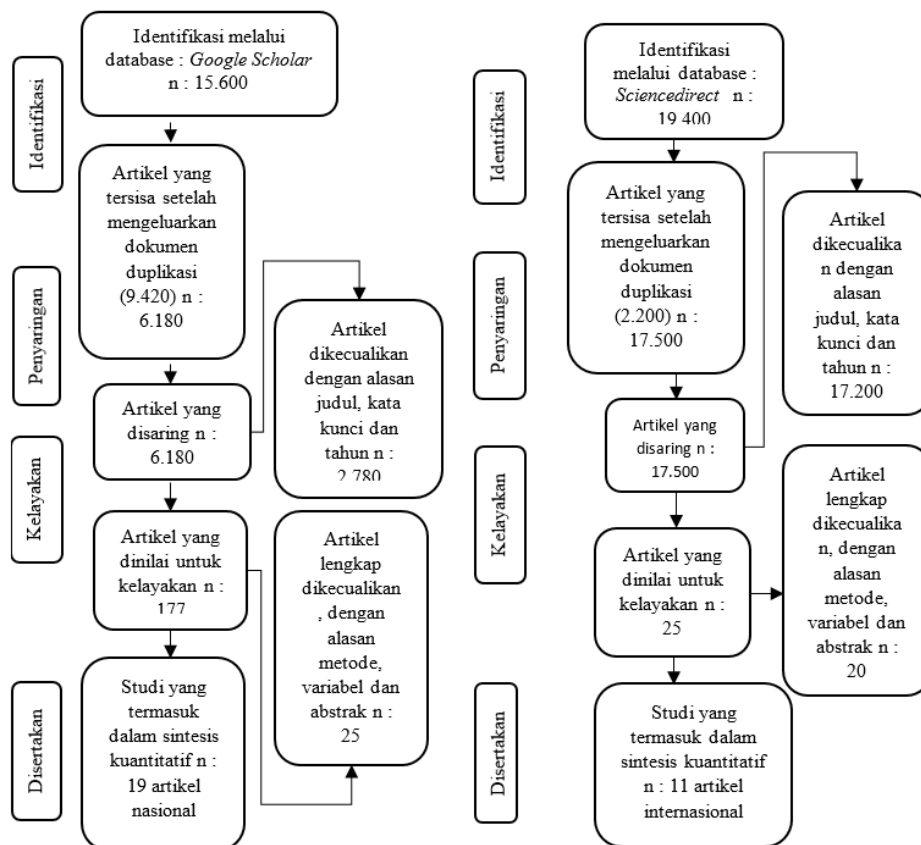 Identifikasi
Penyaringan
Kelayakan
Disertakan
Identifikasi melalui
database : Google Scholar
n : 15.600
Artikel yang
tersisa setelah
mengeluarkan
dokumen
duplikasi
(9.420) n :
6.180
Artikel yang
disaring n :
6.180
Artikel
dikecualikan
dengan alasan
judul, kata
kunci dan
tahun n :
2.780
Artikel yang
dinilai untuk
kelayakan n :
177
Artikel
lengkap
dikecualikan
, dengan
alasan
metode,
variabel dan
abstrak n :
25
Studi yang
termasuk dalam
sintesis
kuantitatif n :
19 artikel
nasional
Identifikasi
Penyaringan
Kelayakan
Disertakan
Identifikasi
melalui database :
Sciencedirect n :
19.400
Artikel yang
tersisa setelah
mengeluarkan
dokumen
duplikasi
(2.200) n :
17.500
Artikel
dikecualika
n dengan
alasan
judul, kata
kunci dan
tahun n :
17.200
Artikel yang
disaring n :
17.500
Artikel yang
dinilai untuk
kelayakan n :
25
Artikel
lengkap
dikecualika
n, dengan
alasan
metode,
variabel dan
abstrak n :
20
Studi yang
termasuk dalam
sintesis kuantitatif
n : 11 artikel
internasional